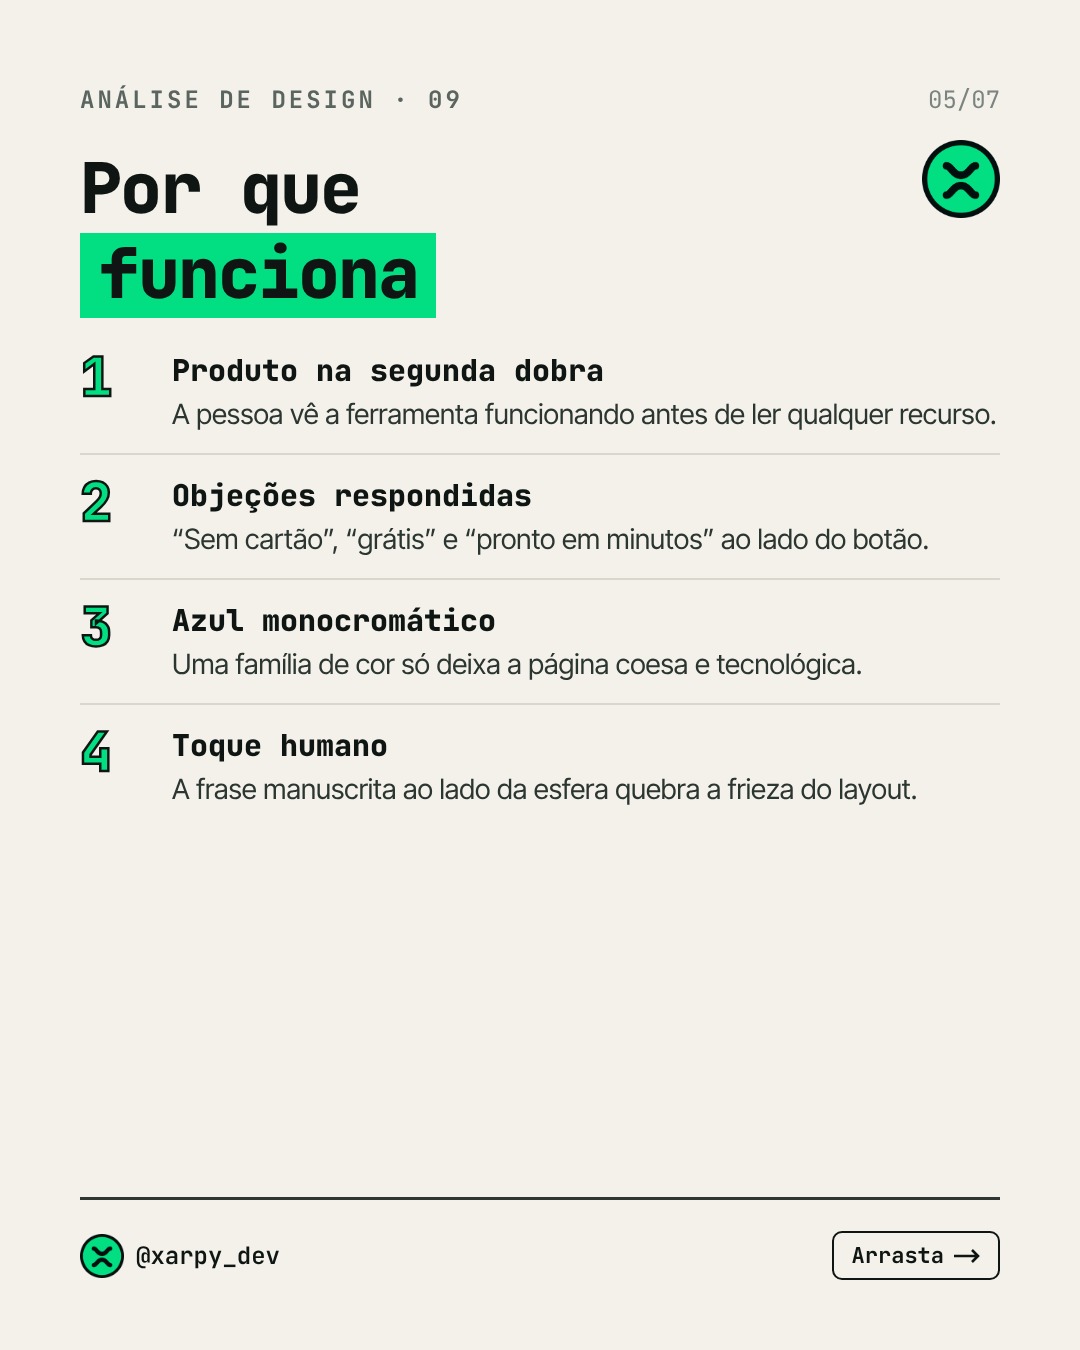 ANÁLISE DE DESIGN · 09
05/07
Por que
funciona
1
Produto na segunda dobra
A pessoa vê a ferramenta funcionando antes de ler qualquer recurso.
2
Objeções respondidas
“Sem cartão”, “grátis” e “pronto em minutos” ao lado do botão.
3
Azul monocromático
Uma família de cor só deixa a página coesa e tecnológica.
4
Toque humano
A frase manuscrita ao lado da esfera quebra a frieza do layout.
@xarpy_dev
Arrasta →